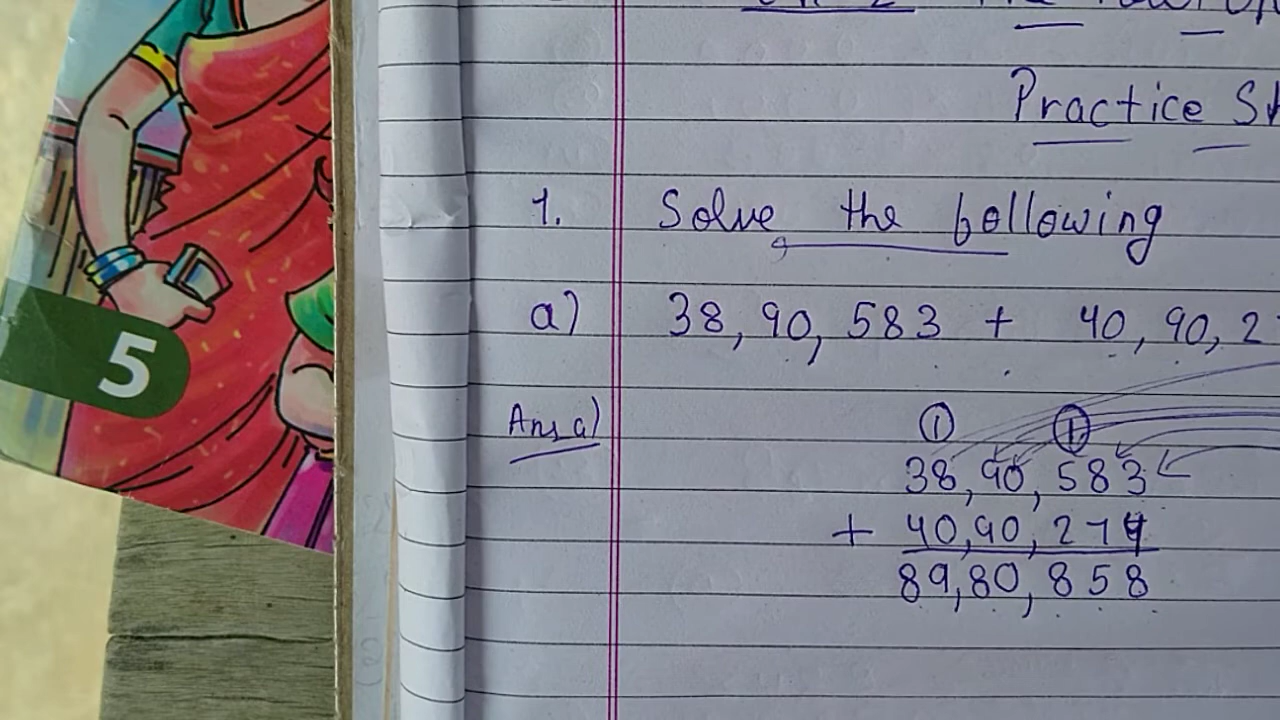 The
Practice
1. Solve the following
a) 38,90,583 + 40,90,2
Ans a) ① ①
38,90,583
+ 40,90,274
89,80,858
5